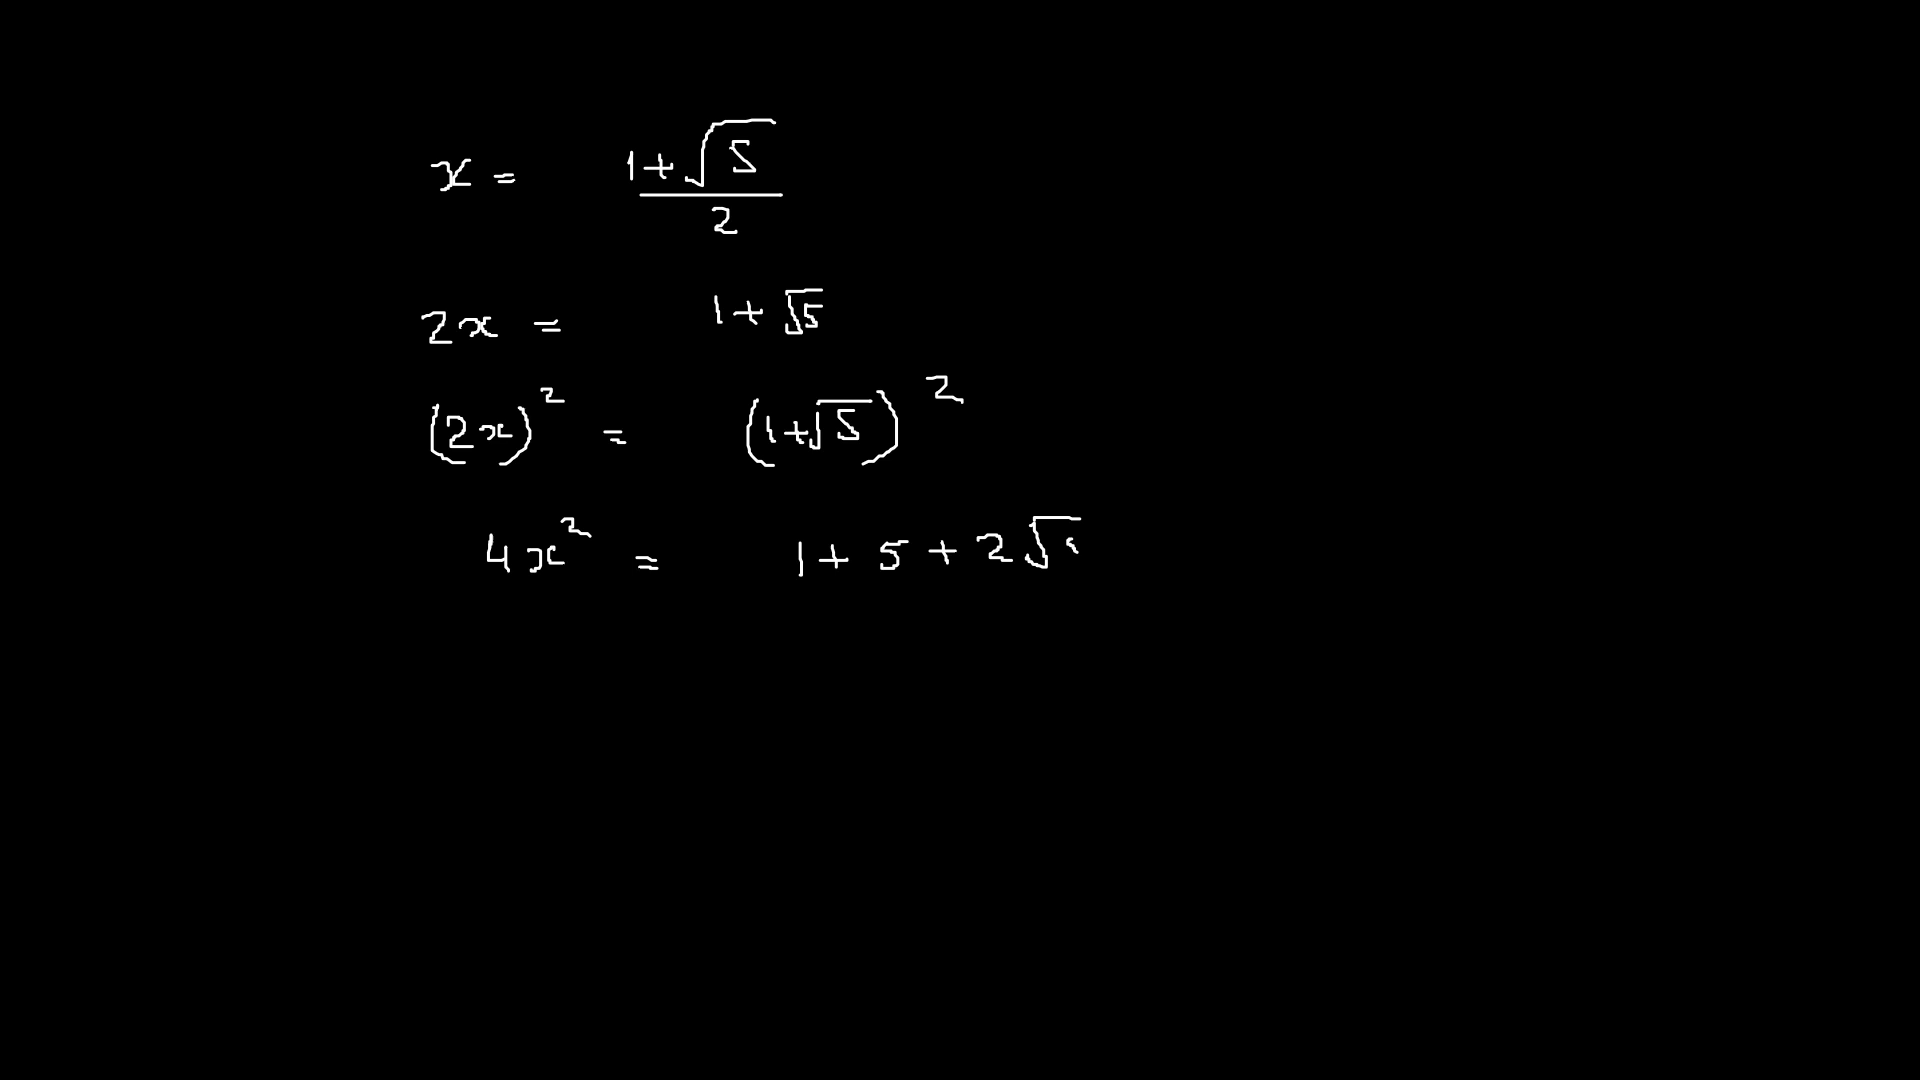 x = (1+√5)/2
2x = 1+√5
(2x)² = (1+√5)²
4x² = 1+5+2√